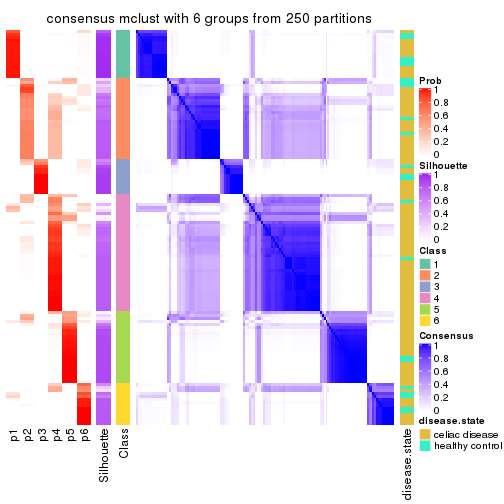 consensus mclust with 6 groups from 250 partitions
Prob
1
0.8
0.6
0.4
0.2
0
Silhouette
1
0.8
0.6
0.4
0.2
0
Class
1
2
3
4
5
6
Consensus
1
0.8
0.6
0.4
0.2
0
disease.state
celiac disease
healthy control
p1
p2
p3
p4
p5
p6
Silhouette
Class
disease.state